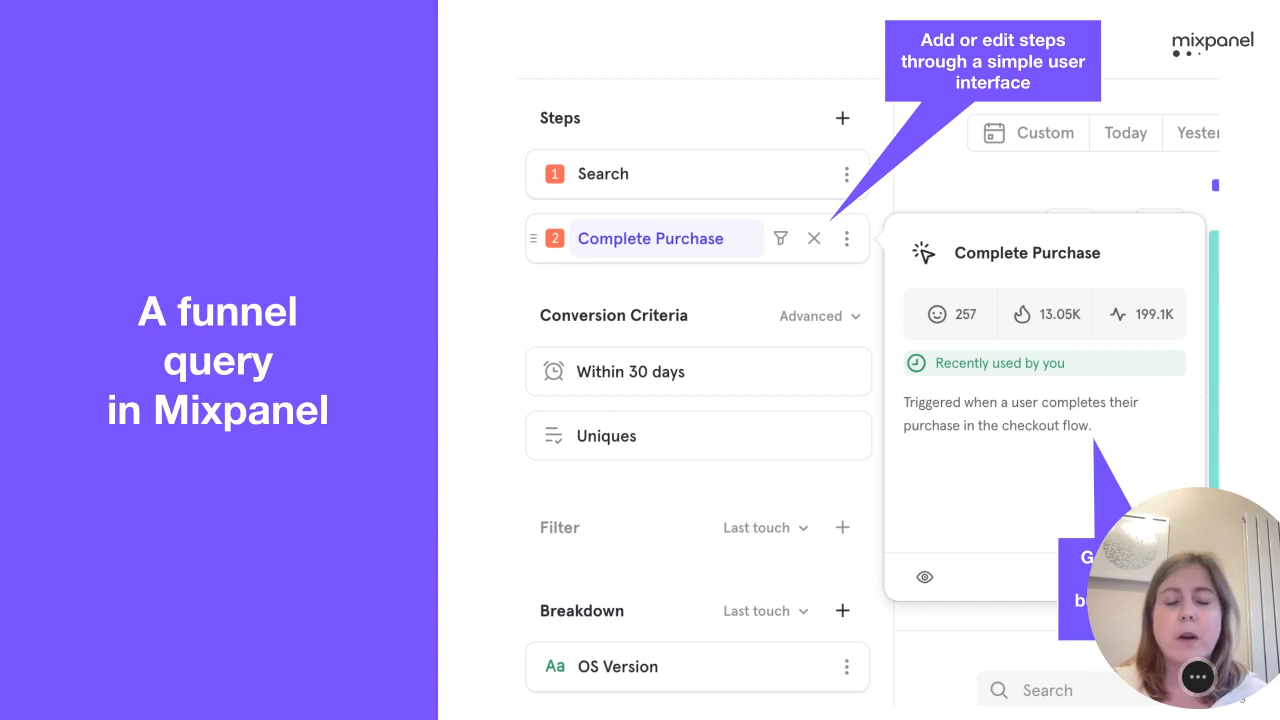 A funnel
query
in Mixpanel
Add or edit steps
through a simple user
interface
mixpanel
Steps
1 Search
2 Complete Purchase
Conversion Criteria
Advanced
Within 30 days
Uniques
Filter
Last touch
Breakdown
Last touch
Aa OS Version
Custom
Today
Complete Purchase
257
13.05K
199.1K
Recently used by you
Triggered when a user completes their
purchase in the checkout flow.
Search